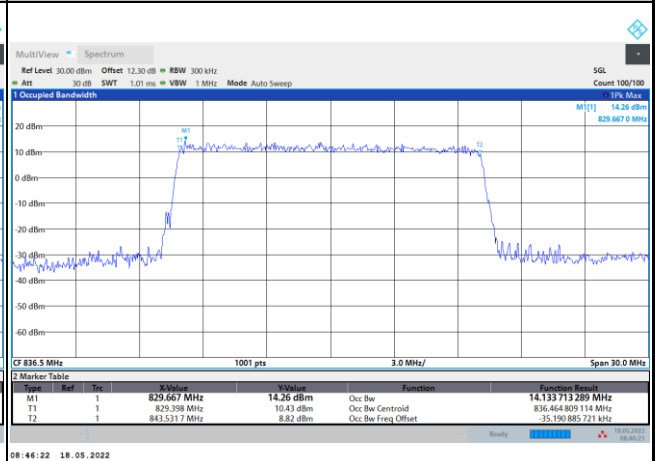 MultiView Spectrum
Ref Level 30.00 dBm Offset 12.30 dB RBW 300 kHz SGL
Att 30 dB SWT 1.01 ms VBW 1 MHz Mode Auto Sweep Count 100/100
1 Occupied Bandwidth 1Pk Max
M1[1] 14.26 dBm
829.667 0 MHz
20 dBm
M1
T1
T2
10 dBm
0 dBm
-10 dBm
-20 dBm
-30 dBm
-40 dBm
-50 dBm
-60 dBm
CF 836.5 MHz 1001 pts 3.0 MHz/ Span 30.0 MHz
2 Marker Table
Type Ref Trc X-Value Y-Value Function Function Result
M1 1 829.667 MHz 14.26 dBm Occ Bw 14.133 713 289 MHz
T1 1 829.398 MHz 10.43 dBm Occ Bw Centroid 836.464 809 114 MHz
T2 1 843.531 7 MHz 8.82 dBm Occ Bw Freq Offset -35.190 885 721 kHz
Ready 18.05.2022
08:46:21
08:46:22 18.05.2022